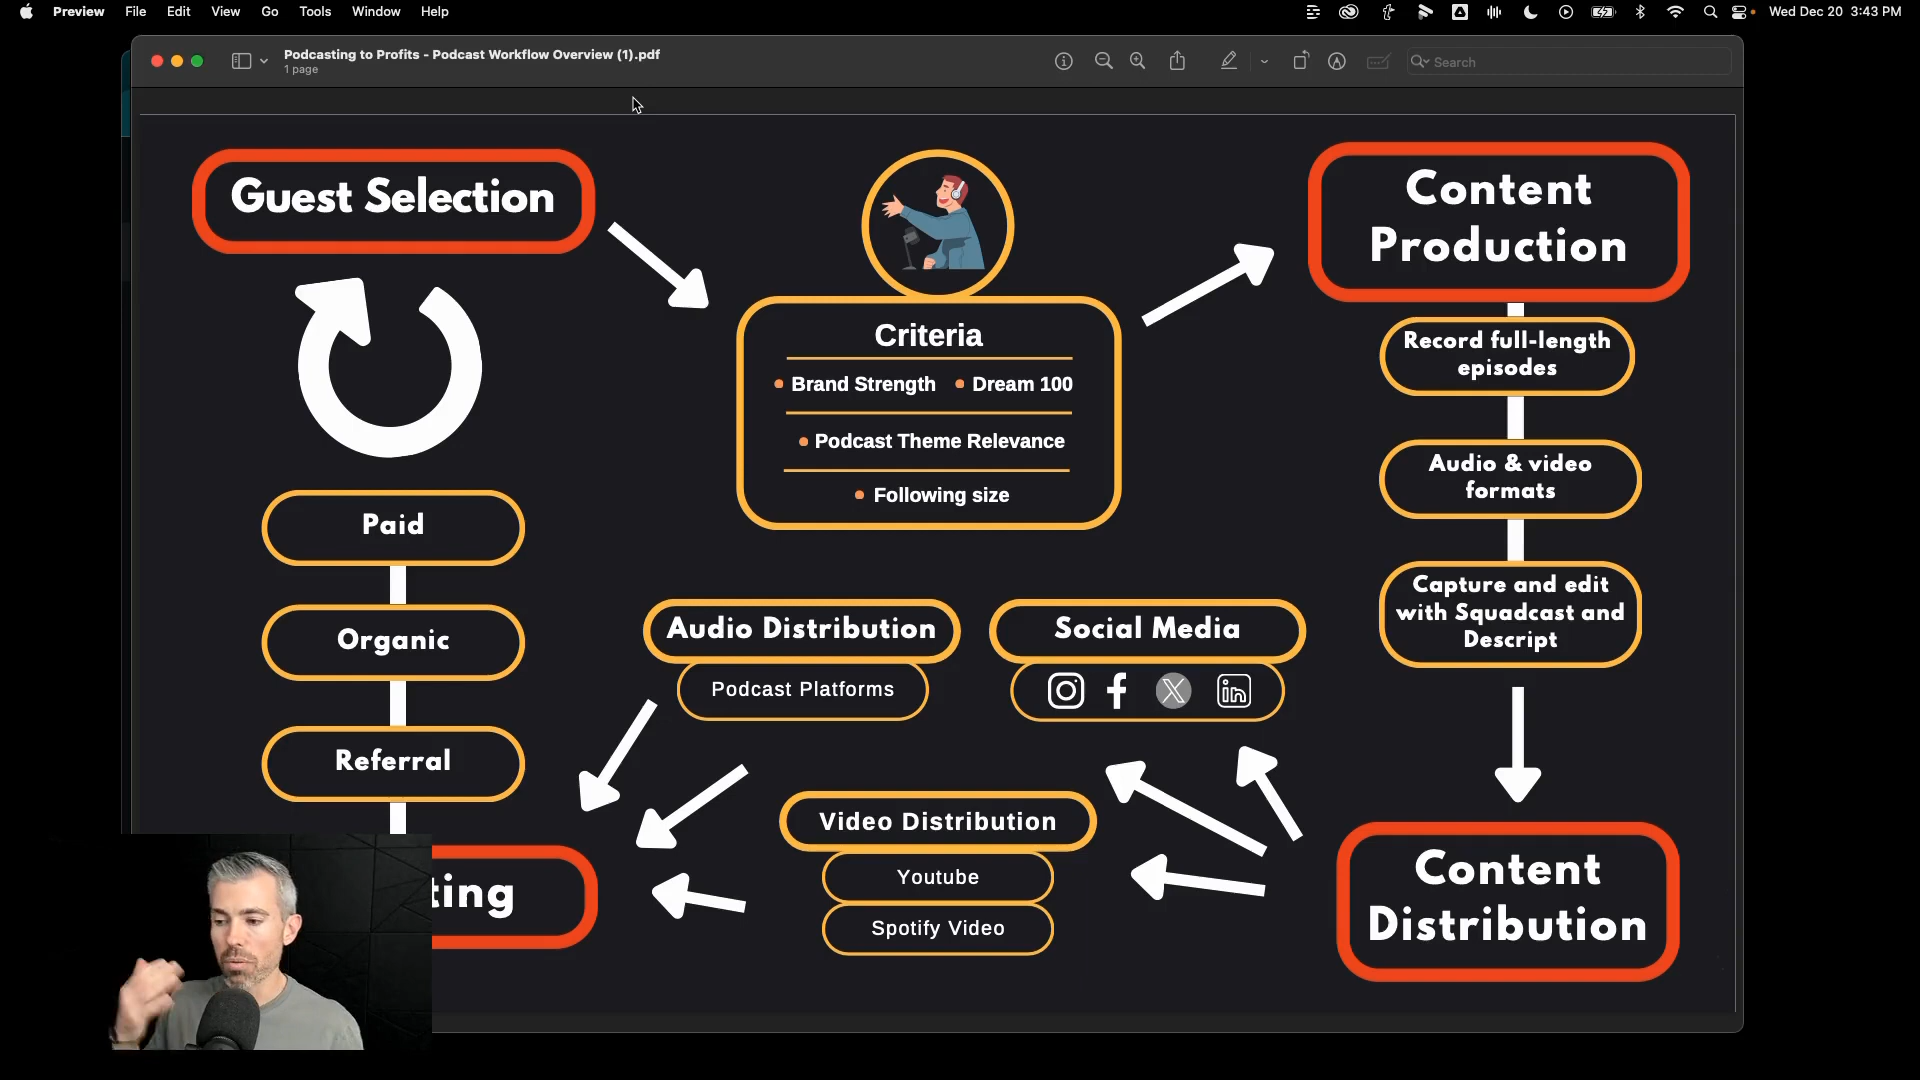 Preview File Edit View Go Tools Window Help
Wed Dec 20 3:43 PM
Podcasting to Profits - Podcast Workflow Overview (1).pdf
1 page
Search
Guest Selection
Paid
Organic
Referral
ting
Criteria
• Brand Strength • Dream 100
• Podcast Theme Relevance
• Following size
Audio Distribution
Podcast Platforms
Social Media
Video Distribution
Youtube
Spotify Video
Content
Production
Record full-length
episodes
Audio & video
formats
Capture and edit
with Squadcast and
Descript
Content
Distribution